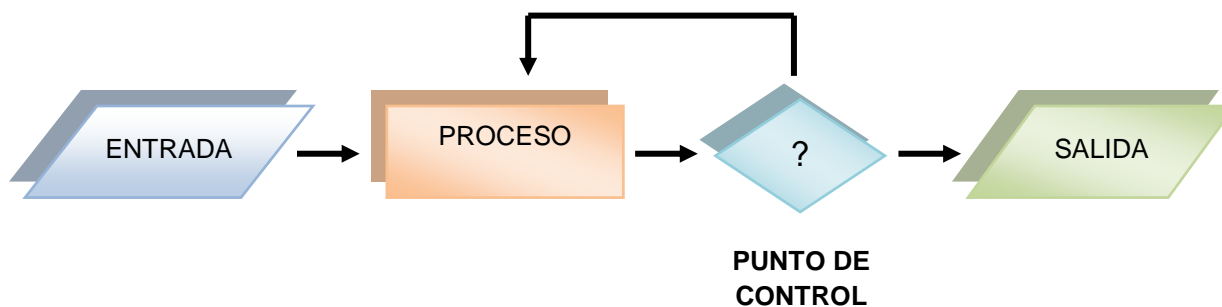 ENTRADA
PROCESO
?
SALIDA
PUNTO DE
CONTROL